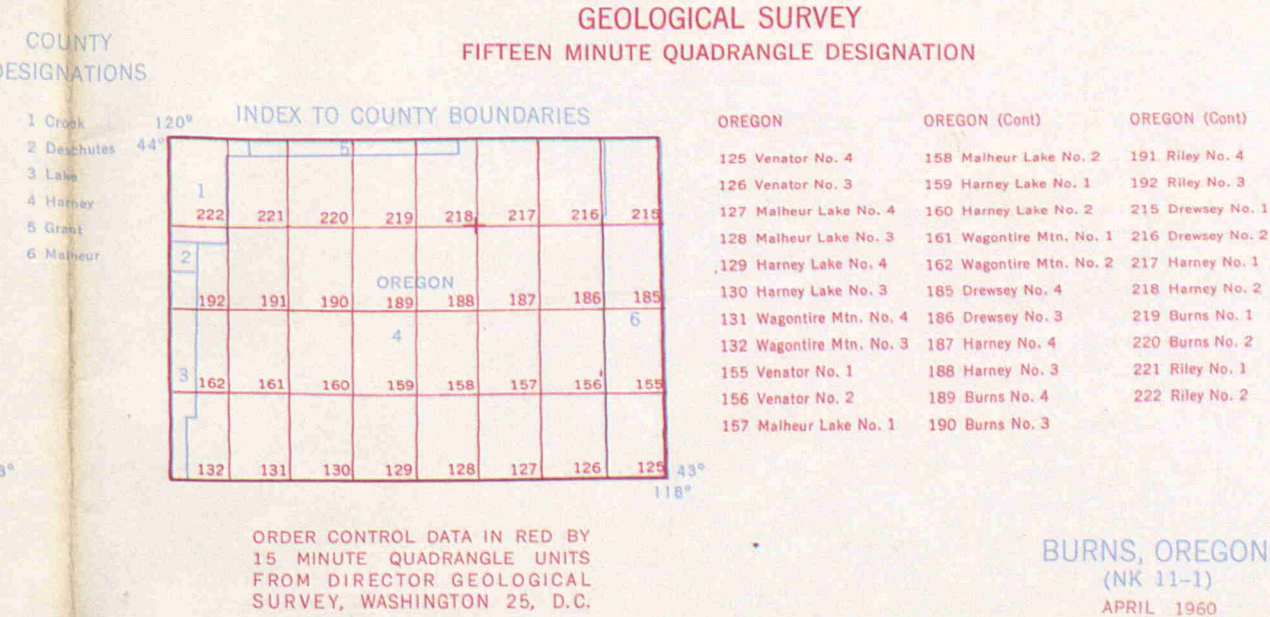 GEOLOGICAL SURVEY
FIFTEEN MINUTE QUADRANGLE DESIGNATION
COUNTY
DESIGNATIONS
1 Crook
2 Deschutes
3 Lake
4 Harney
5 Grant
6 Malheur
INDEX TO COUNTY BOUNDARIES
120°
44°
5
1
222 221 220 219 218 217 216 215
2
OREGON
192 191 190 189 188 187 186 185
4
6
3
162 161 160 159 158 157 156 155
132 131 130 129 128 127 126 125
43°
118°
3°
OREGON
125 Venator No. 4
126 Venator No. 3
127 Malheur Lake No. 4
128 Malheur Lake No. 3
129 Harney Lake No. 4
130 Harney Lake No. 3
131 Wagontire Mtn. No. 4
132 Wagontire Mtn. No. 3
155 Venator No. 1
156 Venator No. 2
157 Malheur Lake No. 1
OREGON (Cont)
158 Malheur Lake No. 2
159 Harney Lake No. 1
160 Harney Lake No. 2
161 Wagontire Mtn. No. 1
162 Wagontire Mtn. No. 2
185 Drewsey No. 4
186 Drewsey No. 3
187 Harney No. 4
188 Harney No. 3
189 Burns No. 4
190 Burns No. 3
OREGON (Cont)
191 Riley No. 4
192 Riley No. 3
215 Drewsey No. 1
216 Drewsey No. 2
217 Harney No. 1
218 Harney No. 2
219 Burns No. 1
220 Burns No. 2
221 Riley No. 1
222 Riley No. 2
ORDER CONTROL DATA IN RED BY
15 MINUTE QUADRANGLE UNITS
FROM DIRECTOR GEOLOGICAL
SURVEY, WASHINGTON 25, D.C.
BURNS, OREGON
(NK 11-1)
APRIL 1960